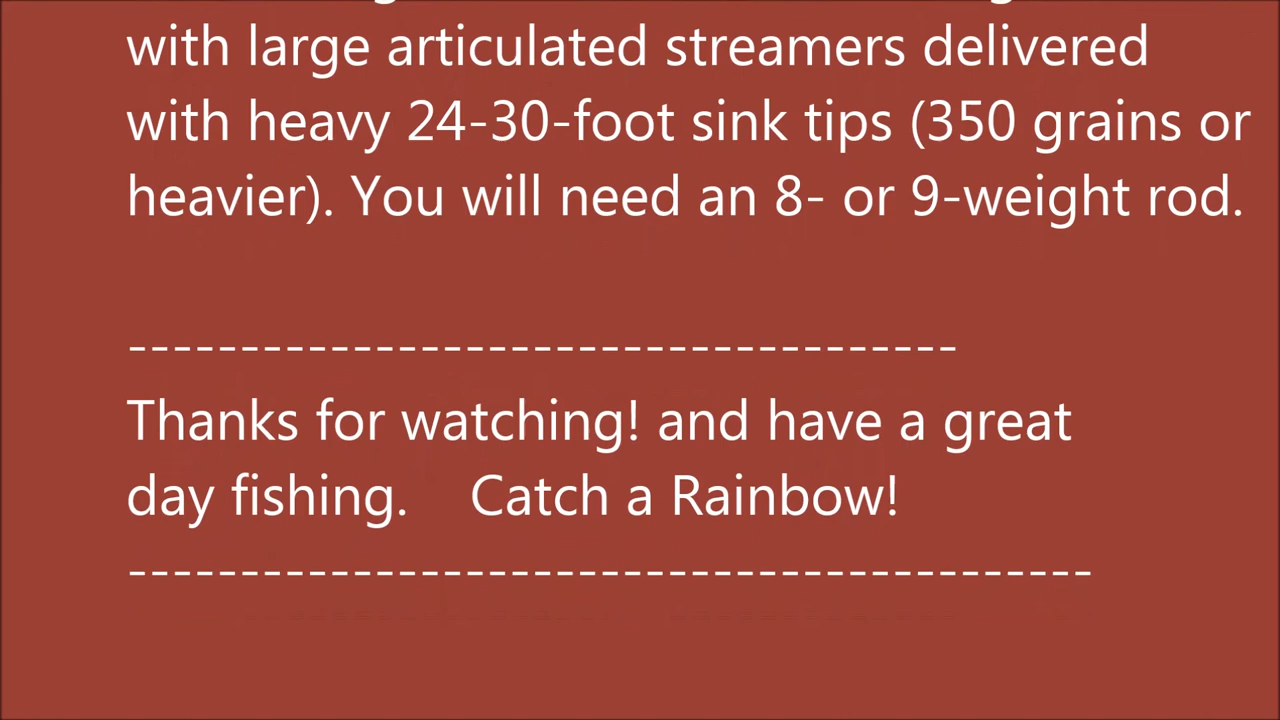 with large articulated streamers delivered
with heavy 24-30-foot sink tips (350 grains or
heavier). You will need an 8- or 9-weight rod.
-------------------------------------
Thanks for watching! and have a great
day fishing.    Catch a Rainbow!
-------------------------------------------